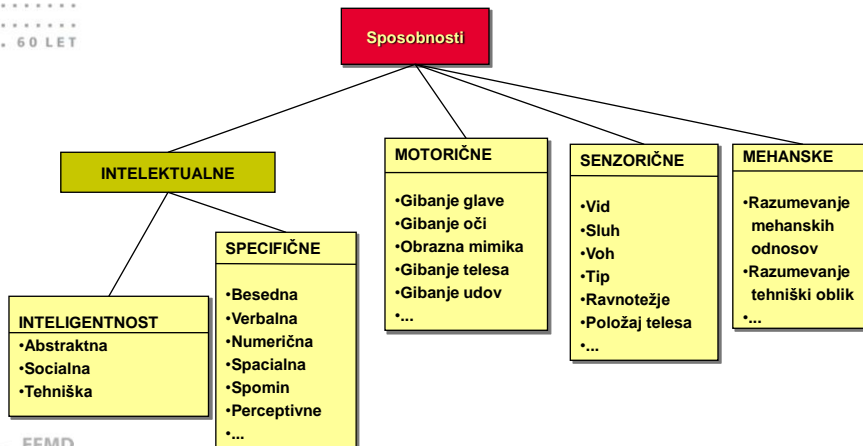 . 60 LET
Sposobnosti
INTELEKTUALNE
MOTORIČNE
•Gibanje glave
•Gibanje oči
•Obrazna mimika
•Gibanje telesa
•Gibanje udov
•...
SENZORIČNE
•Vid
•Sluh
•Voh
•Tip
•Ravnotežje
•Položaj telesa
•...
MEHANSKE
•Razumevanje
mehanskih
odnosov
•Razumevanje
tehniški oblik
•...
INTELIGENTNOST
•Abstraktna
•Socialna
•Tehniška
SPECIFIČNE
•Besedna
•Verbalna
•Numerična
•Spacialna
•Spomin
•Perceptivne
•...